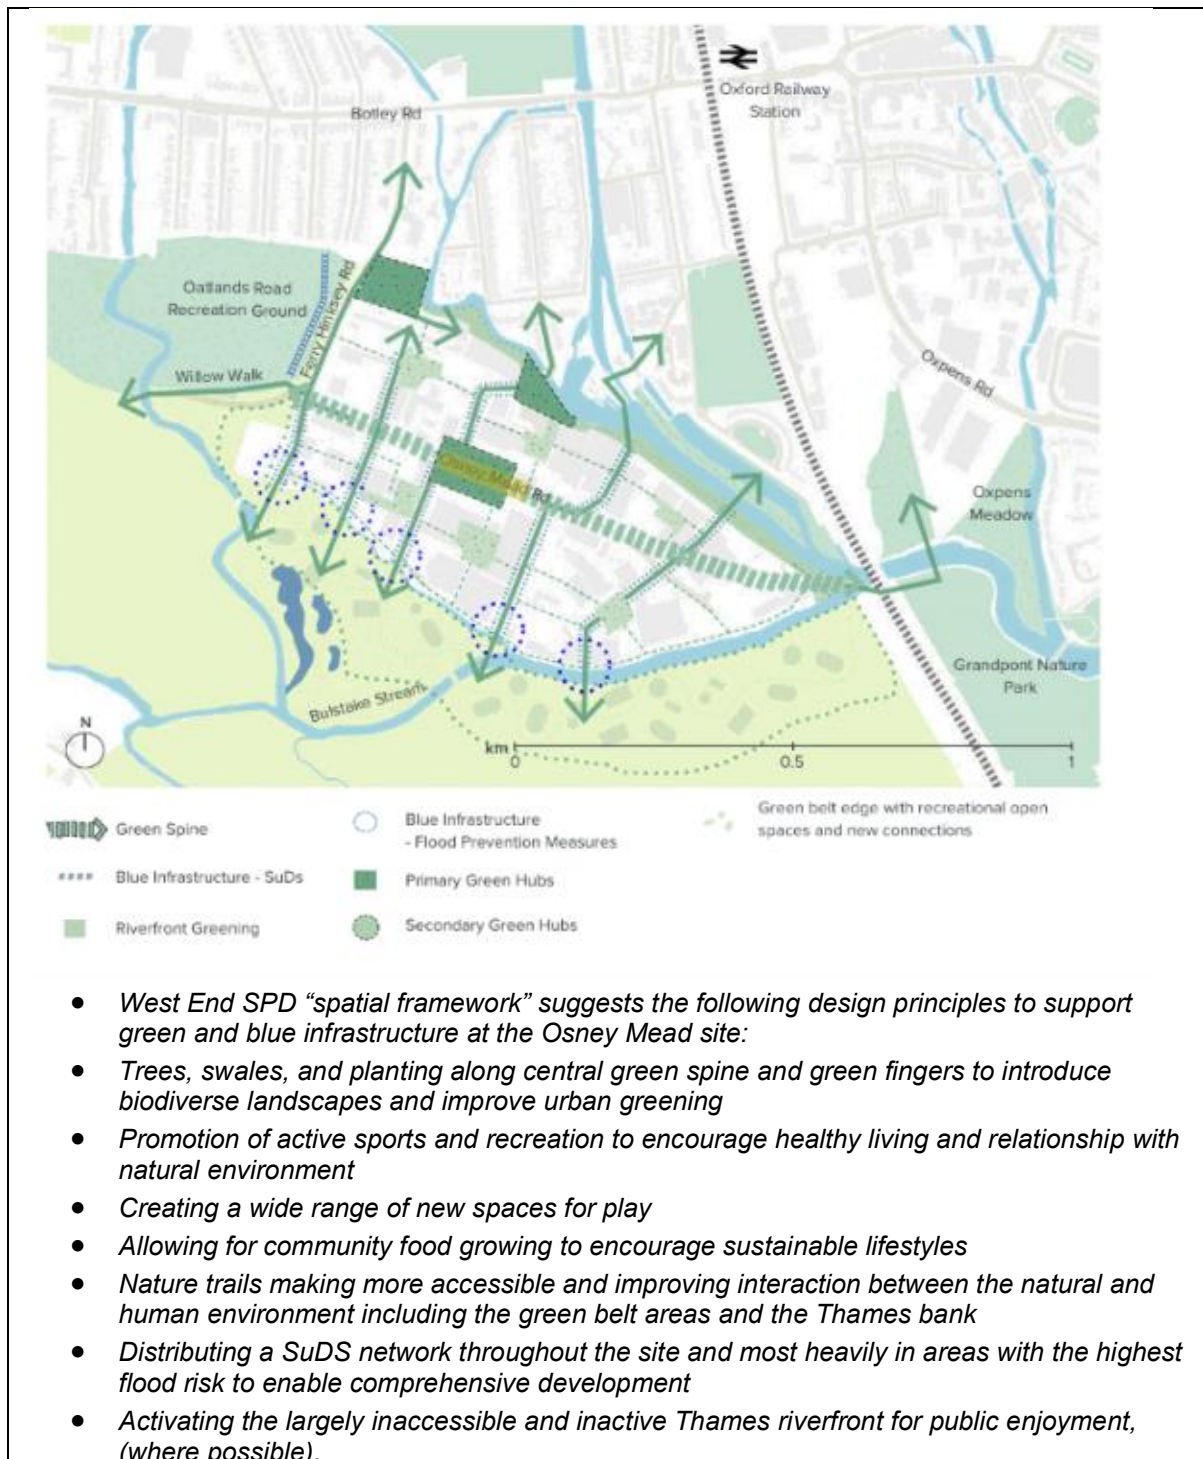 Oxford Railway
Station
Botley Rd
Oatlands Road
Recreation Ground
Ferry Hinksey Rd
Willow Walk
Oxpens Rd
Osney Mead Rd
Oxpens
Meadow
Grandpont Nature
Park
Bulstake Stream
N
km
0
0.5
1
Green Spine
Blue Infrastructure - SuDs
Riverfront Greening
Blue Infrastructure
- Flood Prevention Measures
Primary Green Hubs
Secondary Green Hubs
Green belt edge with recreational open
spaces and new connections
• West End SPD “spatial framework” suggests the following design principles to support
green and blue infrastructure at the Osney Mead site:
• Trees, swales, and planting along central green spine and green fingers to introduce
biodiverse landscapes and improve urban greening
• Promotion of active sports and recreation to encourage healthy living and relationship with
natural environment
• Creating a wide range of new spaces for play
• Allowing for community food growing to encourage sustainable lifestyles
• Nature trails making more accessible and improving interaction between the natural and
human environment including the green belt areas and the Thames bank
• Distributing a SuDS network throughout the site and most heavily in areas with the highest
flood risk to enable comprehensive development
• Activating the largely inaccessible and inactive Thames riverfront for public enjoyment,
(where possible).